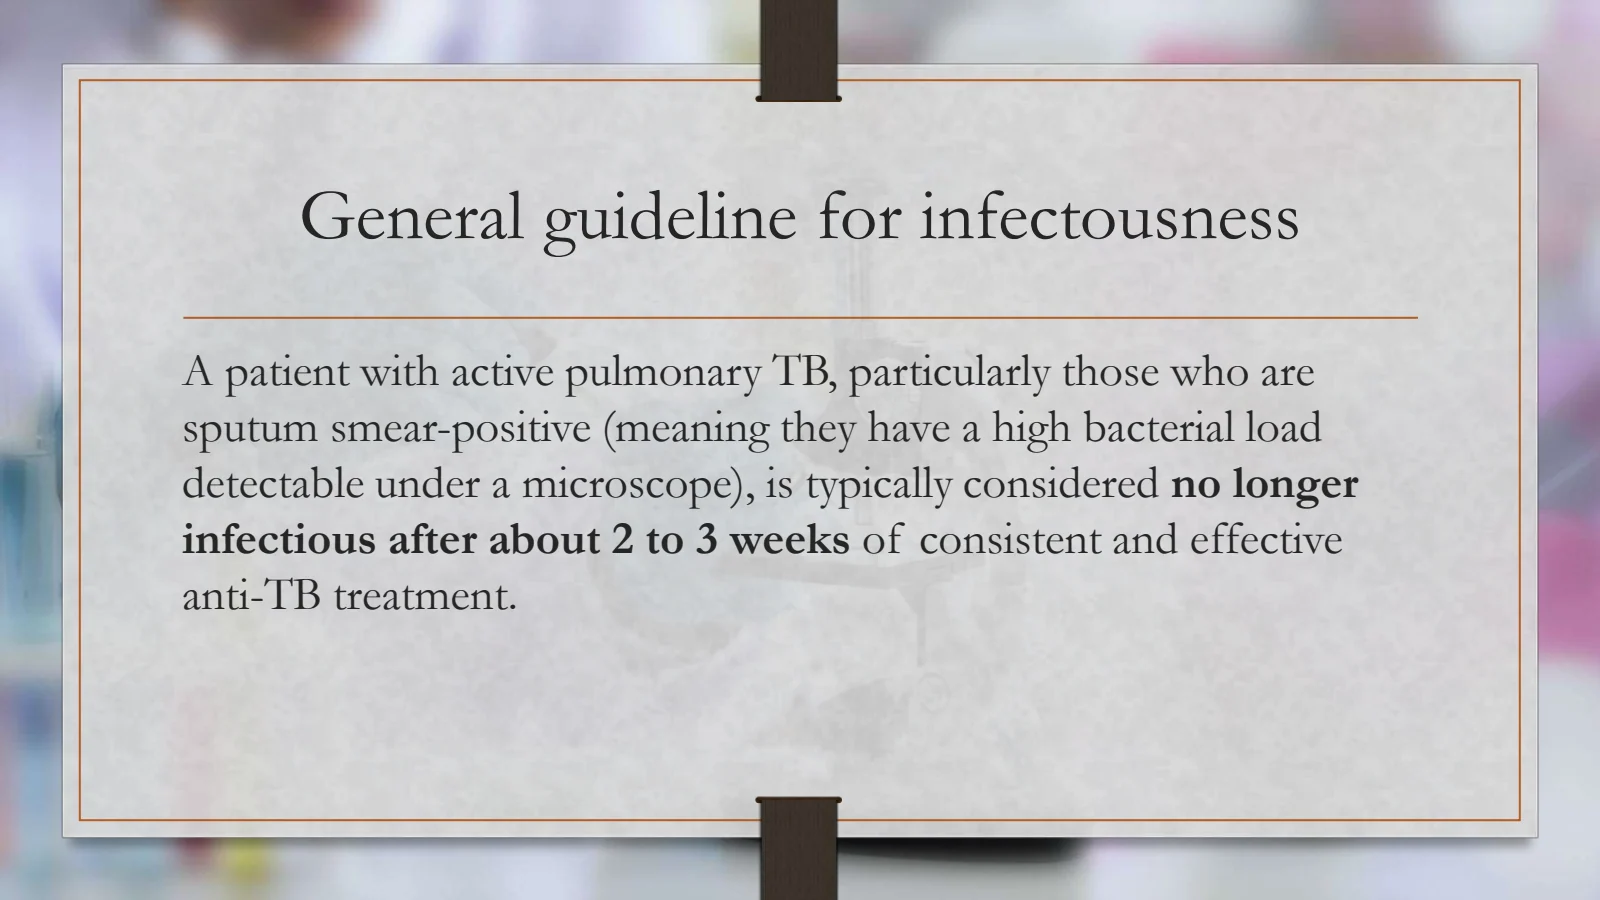 General guideline for infectousness
A patient with active pulmonary TB, particularly those who are
sputum smear-positive (meaning they have a high bacterial load
detectable under a microscope), is typically considered no longer
infectious after about 2 to 3 weeks of consistent and effective
anti-TB treatment.